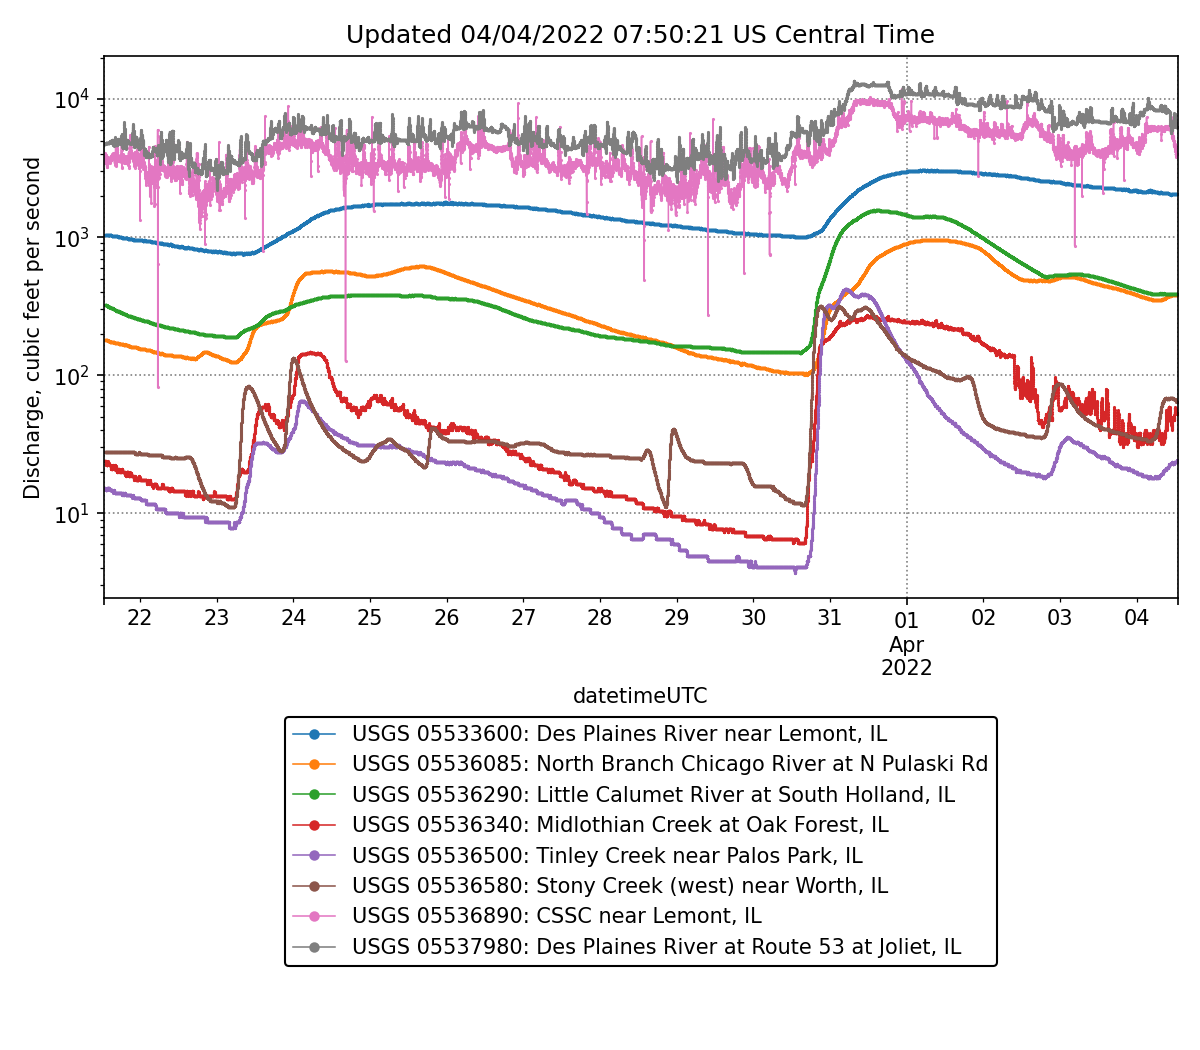 Updated 04/04/2022 07:50:21 US Central Time
Discharge, cubic feet per second
10^4
10^3
10^2
10^1
22 23 24 25 26 27 28 29 30 31 01 02 03 04
Apr
2022
datetimeUTC
USGS 05533600: Des Plaines River near Lemont, IL
USGS 05536085: North Branch Chicago River at N Pulaski Rd
USGS 05536290: Little Calumet River at South Holland, IL
USGS 05536340: Midlothian Creek at Oak Forest, IL
USGS 05536500: Tinley Creek near Palos Park, IL
USGS 05536580: Stony Creek (west) near Worth, IL
USGS 05536890: CSSC near Lemont, IL
USGS 05537980: Des Plaines River at Route 53 at Joliet, IL